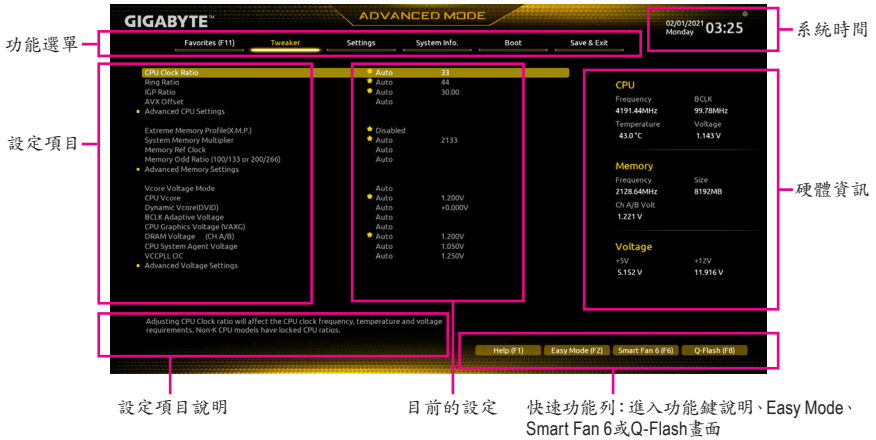 GIGABYTE™
ADVANCED MODE
02/01/2021 Monday 03:25
系統時間
功能選單
Favorites (F11) Tweaker Settings System Info. Boot Save & Exit
設定項目
CPU Clock Ratio Auto 33
Ring Ratio Auto 44
IGP Ratio Auto 30.00
AVX Offset Auto
Advanced CPU Settings
Extreme Memory Profile(X.M.P.) Disabled
System Memory Multiplier Auto 2133
Memory Ref Clock Auto
Memory Odd Ratio (100/133 or 200/266) Auto
Advanced Memory Settings
Vcore Voltage Mode Auto
CPU Vcore Auto 1.200V
Dynamic Vcore(DVID) Auto +0.000V
BCLK Adaptive Voltage Auto
CPU Graphics Voltage (VAXG) Auto
DRAM Voltage (CH A/B) Auto 1.200V
CPU System Agent Voltage Auto 1.050V
VCCPLL OC Auto 1.250V
Advanced Voltage Settings
CPU
Frequency BCLK
4191.44MHz 99.78MHz
Temperature Voltage
43.0 °C 1.143 V
Memory
Frequency Size
2128.64MHz 8192MB
Ch A/B Volt
1.221 V
Voltage
+5V +12V
5.152 V 11.916 V
硬體資訊
Adjusting CPU Clock ratio will affect the CPU clock frequency, temperature and voltage
requirements. Non-K CPU models have locked CPU ratios.
Help (F1) Easy Mode (F2) Smart Fan 6 (F6) Q-Flash (F8)
設定項目說明
目前的設定
快速功能列：進入功能鍵說明、Easy Mode、
Smart Fan 6或Q-Flash畫面